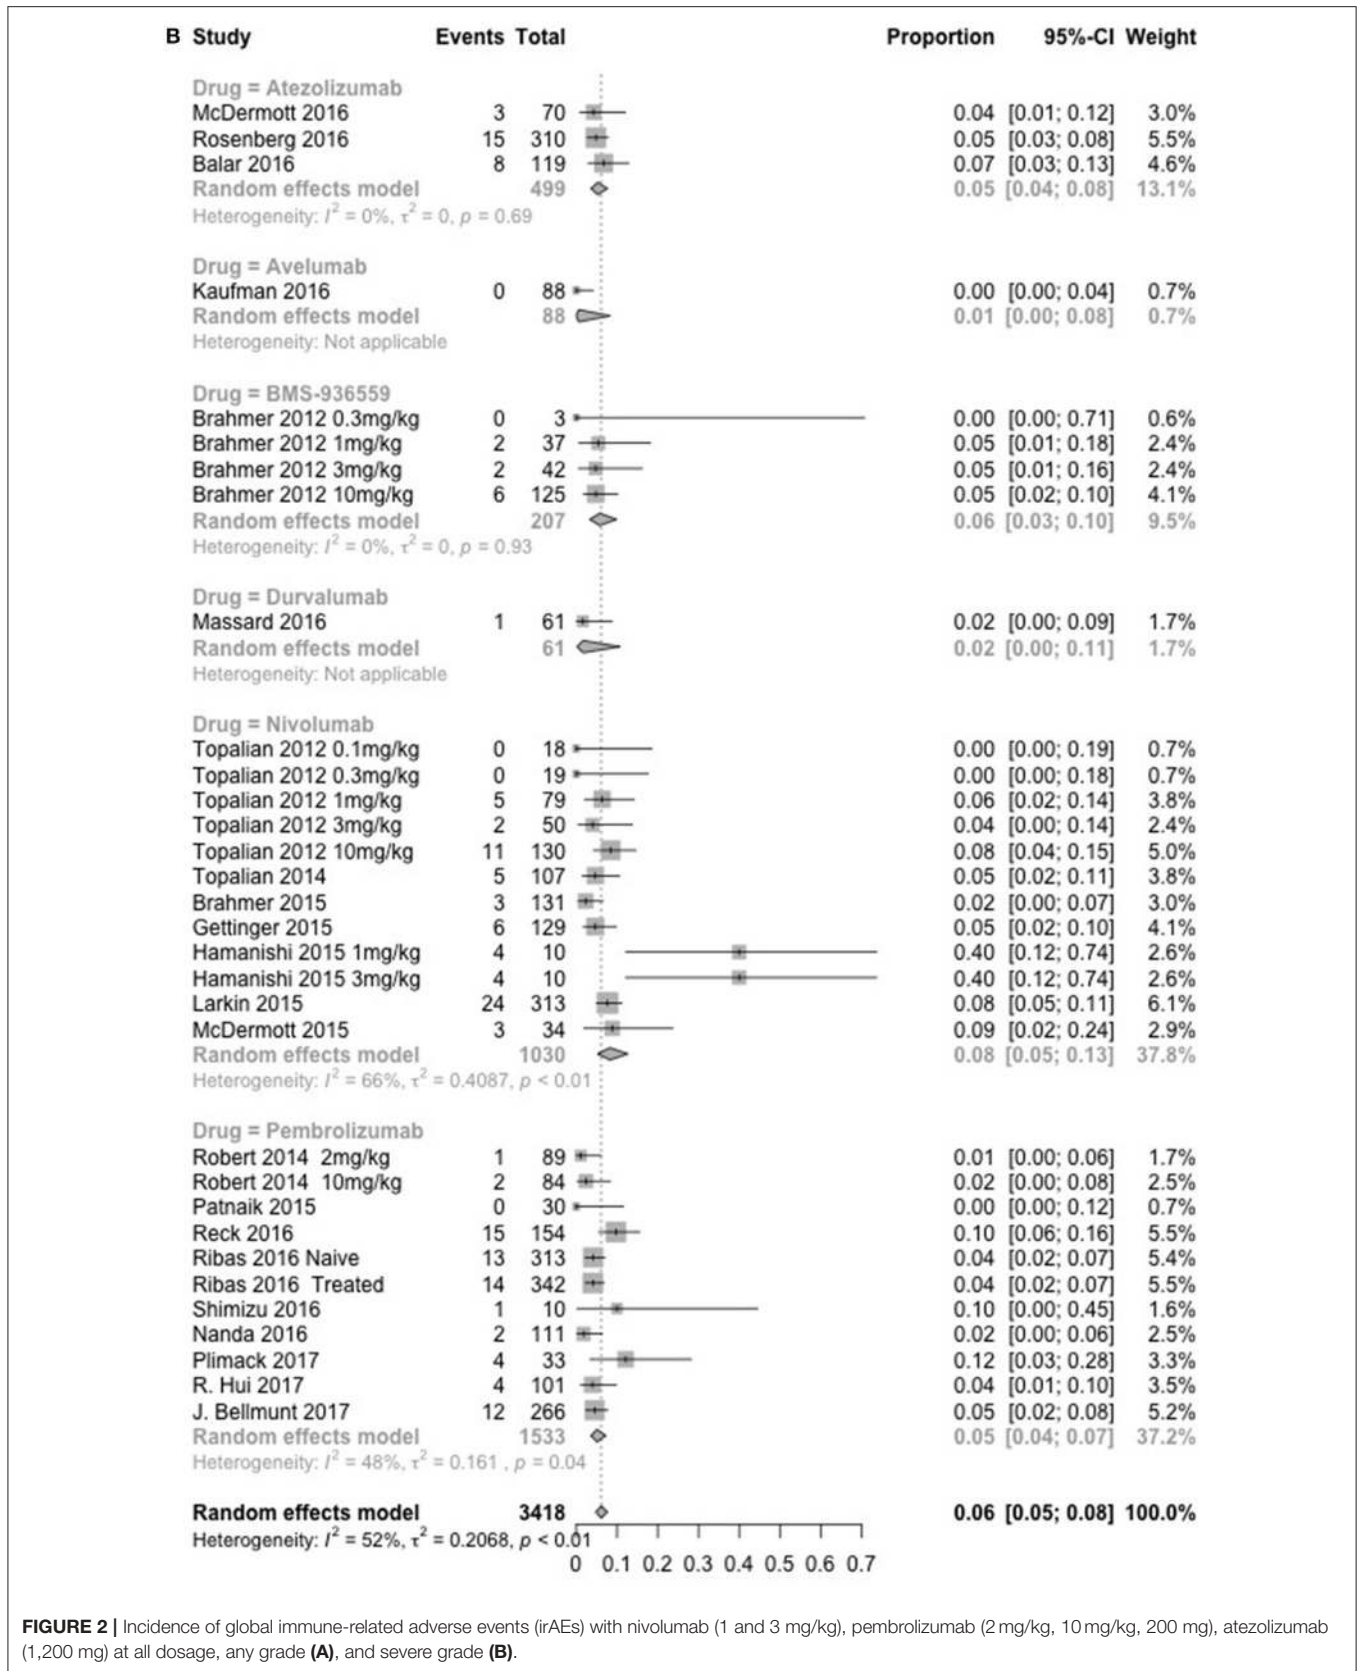 B Study Events Total Proportion 95%-CI Weight
Drug = Atezolizumab
McDermott 2016 3 70 0.04 [0.01; 0.12] 3.0%
Rosenberg 2016 15 310 0.05 [0.03; 0.08] 5.5%
Balar 2016 8 119 0.07 [0.03; 0.13] 4.6%
Random effects model 499 0.05 [0.04; 0.08] 13.1%
Heterogeneity: I² = 0%, τ² = 0, p = 0.69
Drug = Avelumab
Kaufman 2016 0 88 0.00 [0.00; 0.04] 0.7%
Random effects model 88 0.01 [0.00; 0.08] 0.7%
Heterogeneity: Not applicable
Drug = BMS-936559
Brahmer 2012 0.3mg/kg 0 3 0.00 [0.00; 0.71] 0.6%
Brahmer 2012 1mg/kg 2 37 0.05 [0.01; 0.18] 2.4%
Brahmer 2012 3mg/kg 2 42 0.05 [0.01; 0.16] 2.4%
Brahmer 2012 10mg/kg 6 125 0.05 [0.02; 0.10] 4.1%
Random effects model 207 0.06 [0.03; 0.10] 9.5%
Heterogeneity: I² = 0%, τ² = 0, p = 0.93
Drug = Durvalumab
Massard 2016 1 61 0.02 [0.00; 0.09] 1.7%
Random effects model 61 0.02 [0.00; 0.11] 1.7%
Heterogeneity: Not applicable
Drug = Nivolumab
Topalian 2012 0.1mg/kg 0 18 0.00 [0.00; 0.19] 0.7%
Topalian 2012 0.3mg/kg 0 19 0.00 [0.00; 0.18] 0.7%
Topalian 2012 1mg/kg 5 79 0.06 [0.02; 0.14] 3.8%
Topalian 2012 3mg/kg 2 50 0.04 [0.00; 0.14] 2.4%
Topalian 2012 10mg/kg 11 130 0.08 [0.04; 0.15] 5.0%
Topalian 2014 5 107 0.05 [0.02; 0.11] 3.8%
Brahmer 2015 3 131 0.02 [0.00; 0.07] 3.0%
Gettinger 2015 6 129 0.05 [0.02; 0.10] 4.1%
Hamanishi 2015 1mg/kg 4 10 0.40 [0.12; 0.74] 2.6%
Hamanishi 2015 3mg/kg 4 10 0.40 [0.12; 0.74] 2.6%
Larkin 2015 24 313 0.08 [0.05; 0.11] 6.1%
McDermott 2015 3 34 0.09 [0.02; 0.24] 2.9%
Random effects model 1030 0.08 [0.05; 0.13] 37.8%
Heterogeneity: I² = 66%, τ² = 0.4087, p < 0.01
Drug = Pembrolizumab
Robert 2014 2mg/kg 1 89 0.01 [0.00; 0.06] 1.7%
Robert 2014 10mg/kg 2 84 0.02 [0.00; 0.08] 2.5%
Patnaik 2015 0 30 0.00 [0.00; 0.12] 0.7%
Reck 2016 15 154 0.10 [0.06; 0.16] 5.5%
Ribas 2016 Naive 13 313 0.04 [0.02; 0.07] 5.4%
Ribas 2016 Treated 14 342 0.04 [0.02; 0.07] 5.5%
Shimizu 2016 1 10 0.10 [0.00; 0.45] 1.6%
Nanda 2016 2 111 0.02 [0.00; 0.06] 2.5%
Plimack 2017 4 33 0.12 [0.03; 0.28] 3.3%
R. Hui 2017 4 101 0.04 [0.01; 0.10] 3.5%
J. Bellmunt 2017 12 266 0.05 [0.02; 0.08] 5.2%
Random effects model 1533 0.05 [0.04; 0.07] 37.2%
Heterogeneity: I² = 48%, τ² = 0.161 , p = 0.04
Random effects model 3418 0.06 [0.05; 0.08] 100.0%
Heterogeneity: I² = 52%, τ² = 0.2068, p < 0.01
0 0.1 0.2 0.3 0.4 0.5 0.6 0.7
FIGURE 2 | Incidence of global immune-related adverse events (irAEs) with nivolumab (1 and 3 mg/kg), pembrolizumab (2 mg/kg, 10 mg/kg, 200 mg), atezolizumab
(1,200 mg) at all dosage, any grade (A), and severe grade (B).